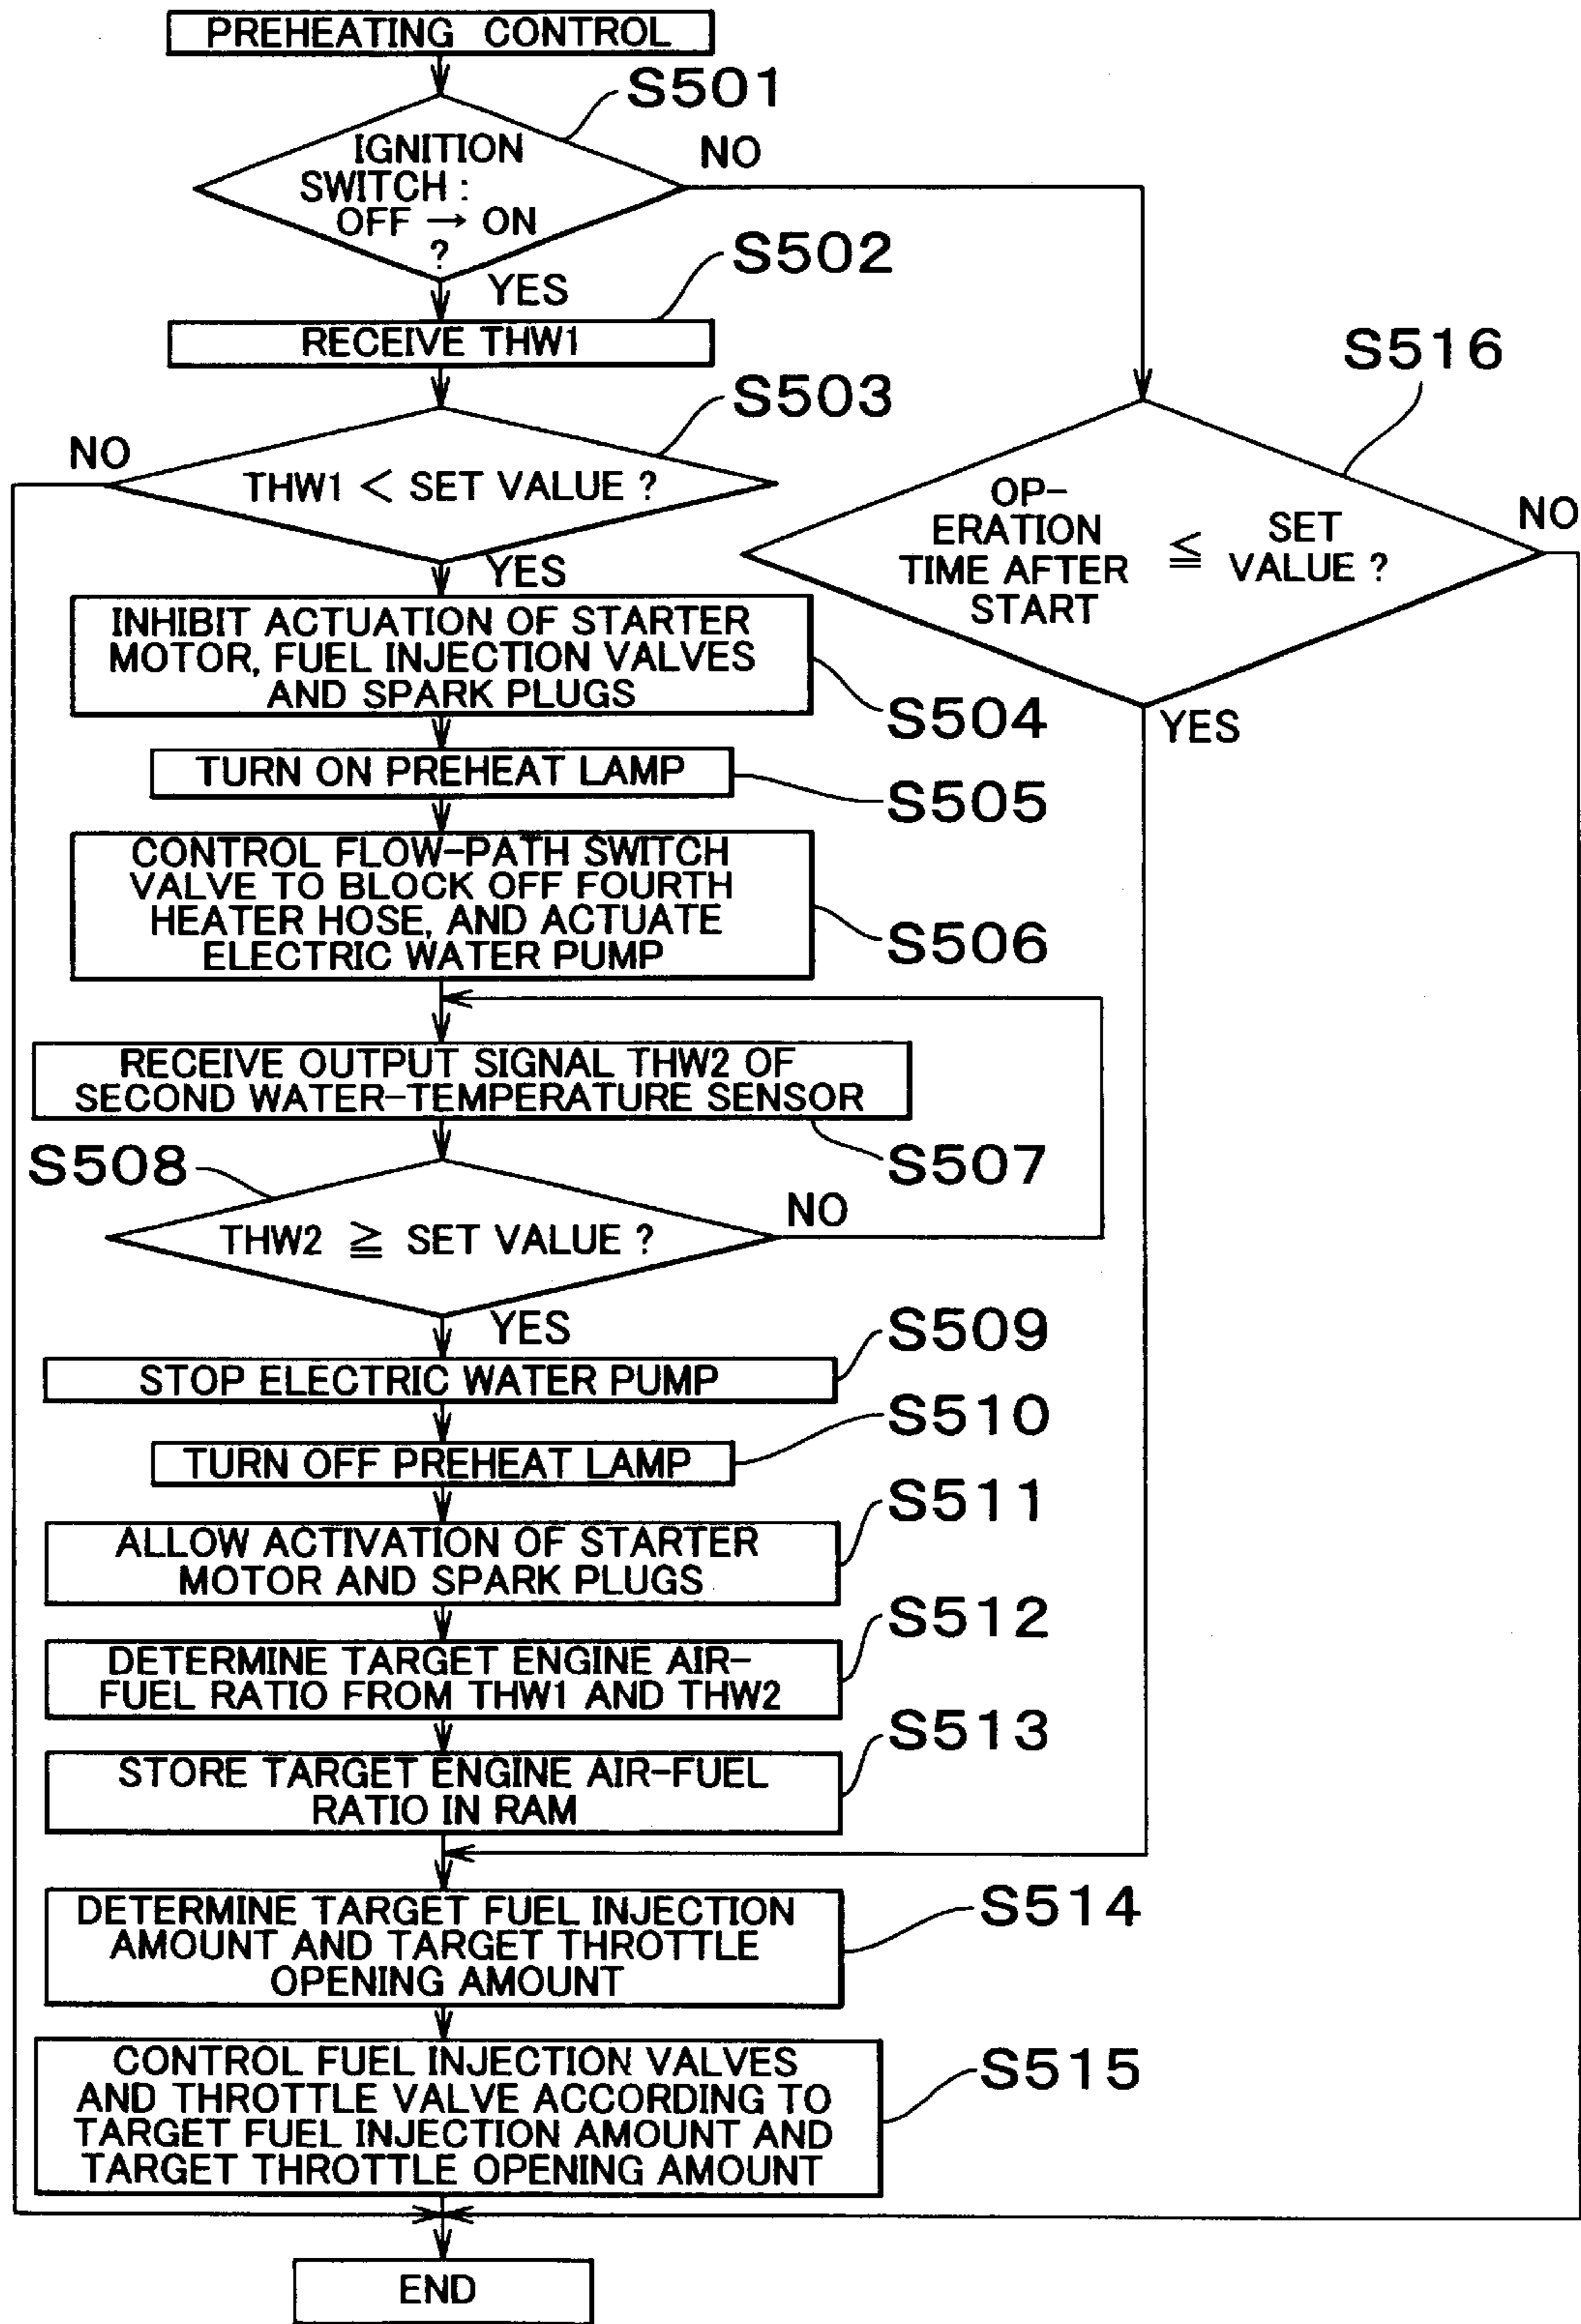 PREHEATING CONTROL
S501
IGNITION
SWITCH :
OFF → ON
?
NO
YES
S502
RECEIVE THW1
S503
NO
THW1 < SET VALUE ?
YES
S516
OP-
ERATION
TIME AFTER
START
≦
SET
VALUE ?
NO
YES
INHIBIT ACTUATION OF STARTER
MOTOR, FUEL INJECTION VALVES
AND SPARK PLUGS
S504
TURN ON PREHEAT LAMP
S505
CONTROL FLOW-PATH SWITCH
VALVE TO BLOCK OFF FOURTH
HEATER HOSE, AND ACTUATE
ELECTRIC WATER PUMP
S506
RECEIVE OUTPUT SIGNAL THW2 OF
SECOND WATER-TEMPERATURE SENSOR
S507
S508
THW2 ≧ SET VALUE ?
NO
YES
S509
STOP ELECTRIC WATER PUMP
S510
TURN OFF PREHEAT LAMP
S511
ALLOW ACTIVATION OF STARTER
MOTOR AND SPARK PLUGS
S512
DETERMINE TARGET ENGINE AIR-
FUEL RATIO FROM THW1 AND THW2
S513
STORE TARGET ENGINE AIR-FUEL
RATIO IN RAM
S514
DETERMINE TARGET FUEL INJECTION
AMOUNT AND TARGET THROTTLE
OPENING AMOUNT
S515
CONTROL FUEL INJECTION VALVES
AND THROTTLE VALVE ACCORDING TO
TARGET FUEL INJECTION AMOUNT AND
TARGET THROTTLE OPENING AMOUNT
END